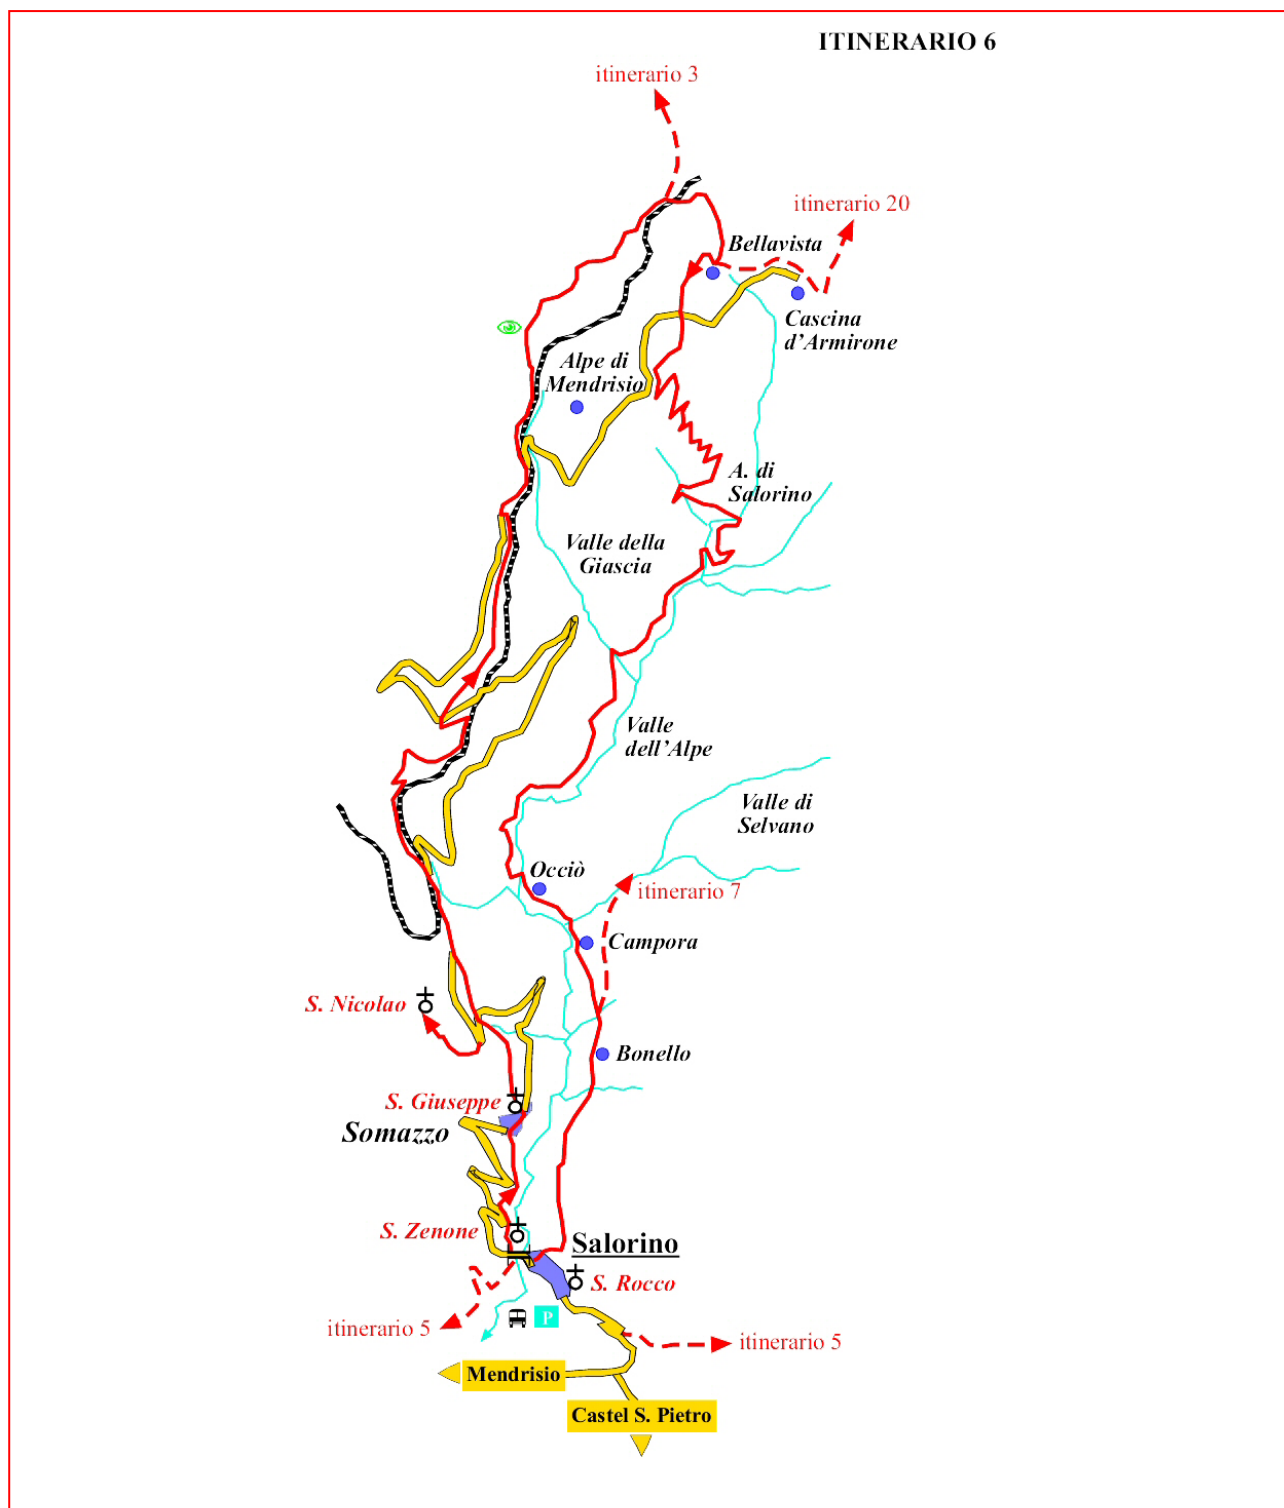 ITINERARIO 6
itinerario 3
itinerario 20
Bellavista
Cascina
d'Armirone
Alpe di
Mendrisio
A. di
Salorino
Valle della
Giascia
Valle
dell'Alpe
Valle di
Selvano
Occiò
itinerario 7
Campora
S. Nicolao
Bonello
S. Giuseppe
Somazzo
S. Zenone
Salorino
S. Rocco
P
itinerario 5
itinerario 5
Mendrisio
Castel S. Pietro